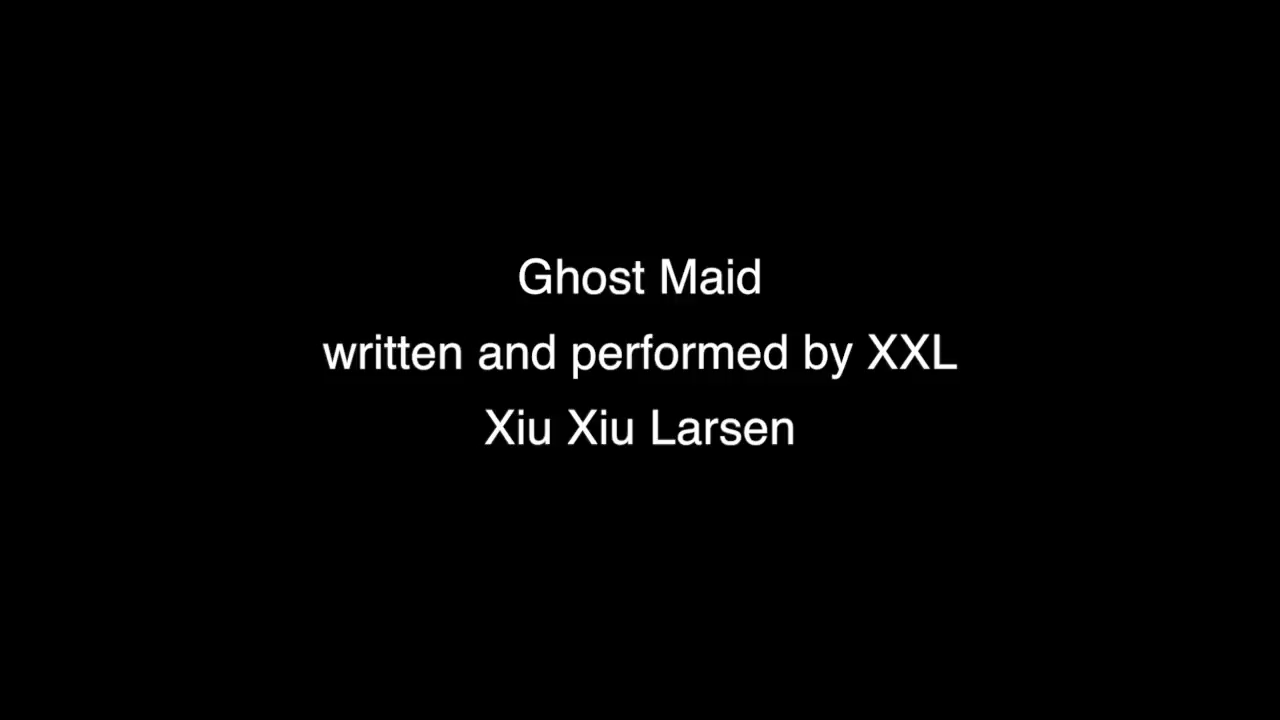 Ghost Maid
written and performed by XXL
Xiu Xiu Larsen